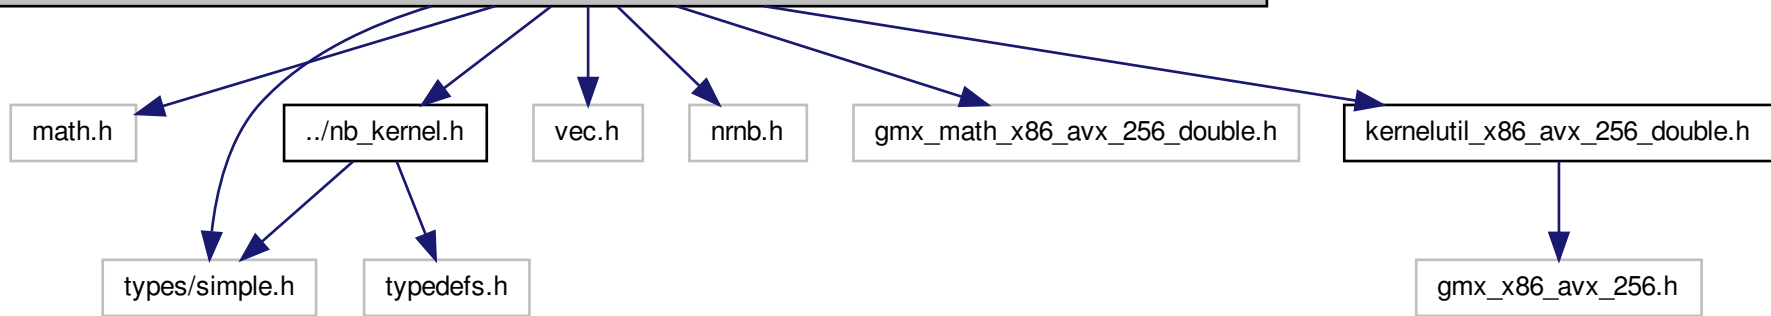 math.h
../nb_kernel.h
vec.h
nrnb.h
gmx_math_x86_avx_256_double.h
kernelutil_x86_avx_256_double.h
types/simple.h
typedefs.h
gmx_x86_avx_256.h